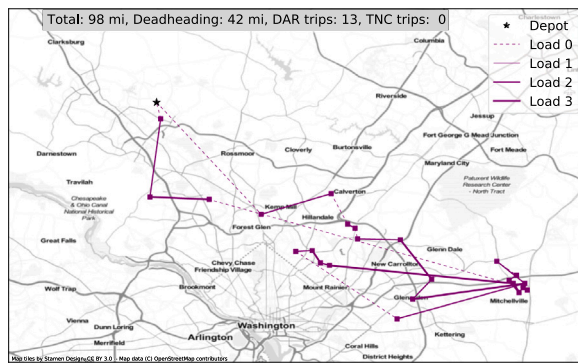 Total: 98 mi, Deadheading: 42 mi, DAR trips: 13, TNC trips:  0
Depot
Load 0
Load 1
Load 2
Load 3
Charlestown
Clarksburg
Columbia
Riverside
Jessup
Fort George G Mead Junction
Fort Meade
Darnestown
Rossmoor
Cloverly
Burtonsville
Maryland City
Travilah
Calverton
Patuxent Wildlife
Research Center
- North Tract
Chesapeake
& Ohio Canal
National Historical
Park
Kemp Mill
Hillandale
Forest Glen
Great Falls
Glenn Dale
Chevy Chase
Friendship Village
New Carrollton
Wolf Trap
Brookmont
Mount Rainier
Glenarden
Mitchellville
Vienna
Dunn Loring
Washington
Arlington
Kettering
Merrifield
Coral Hills
District Heights
Map tiles by Stamen Design, CC BY 3.0 -- Map data (C) OpenStreetMap contributors